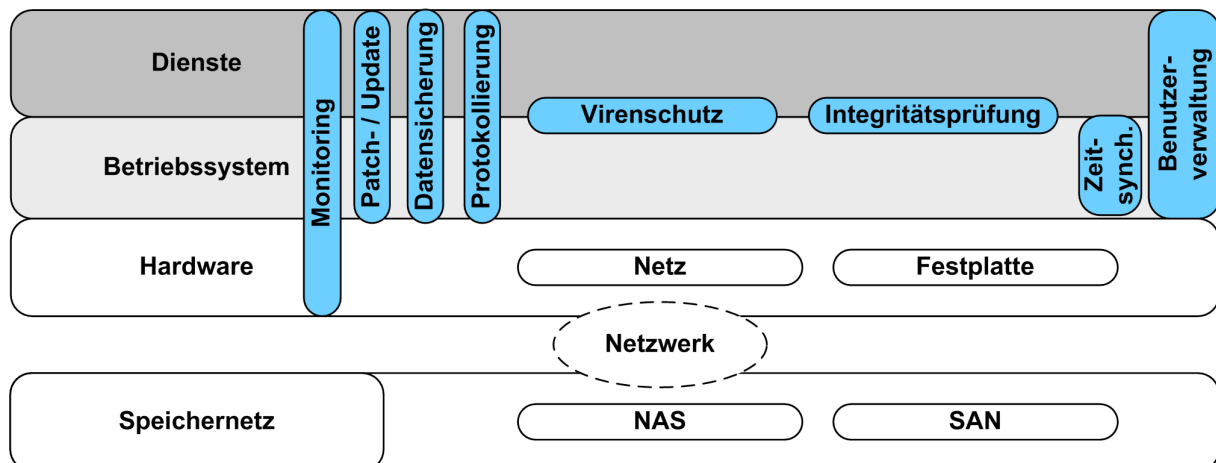 Dienste
Betriebssystem
Hardware
Monitoring
Patch- / Update
Datensicherung
Protokollierung
Virenschutz
Integritätsprüfung
Zeit-
synch.
Benutzer-
verwaltung
Netz
Festplatte
Netzwerk
Speichernetz
NAS
SAN